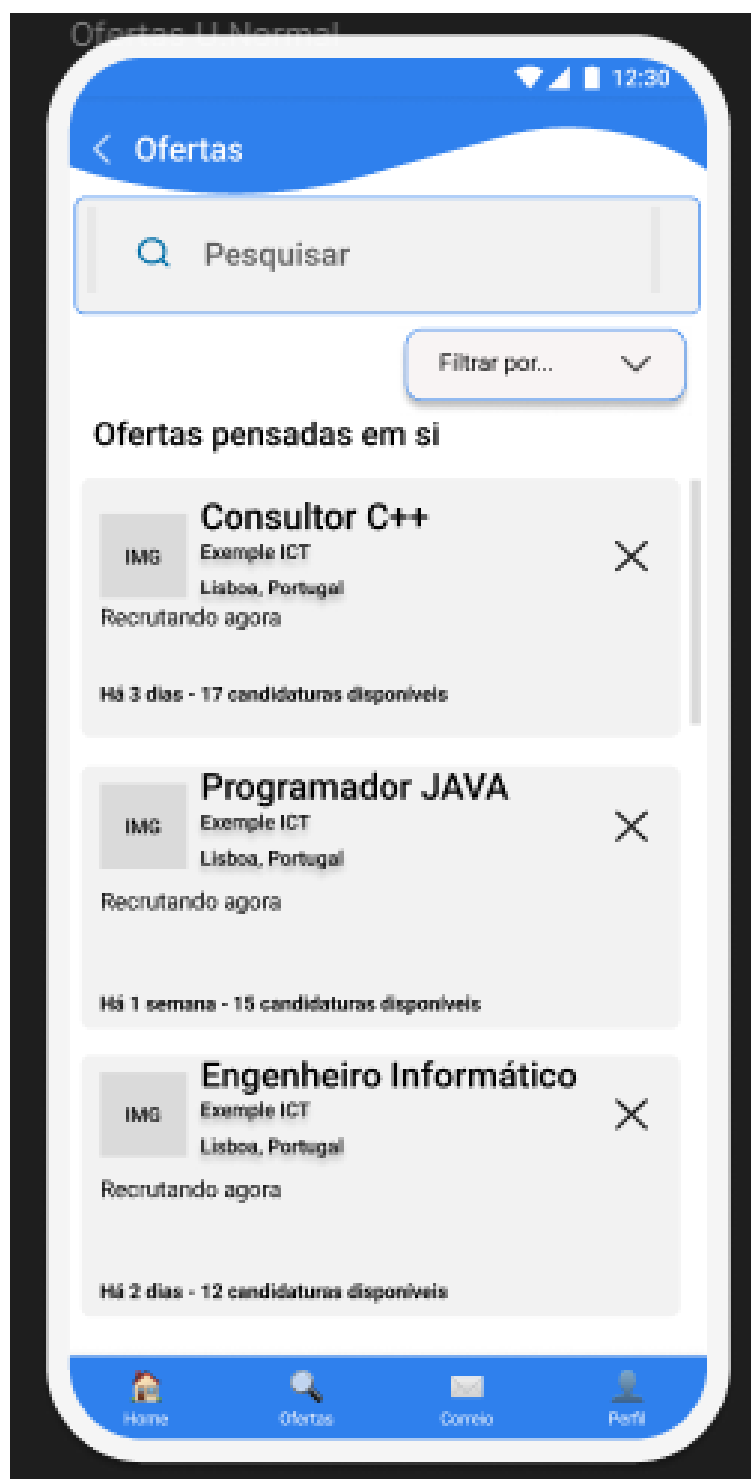 Ofertas U.Normal
12:30
Ofertas
Pesquisar
Filtrar por...
Ofertas pensadas em si
Consultor C++
IMG
Exemple ICT
Lisboa, Portugal
Recrutando agora
Há 3 dias - 17 candidaturas disponíveis
Programador JAVA
IMG
Exemple ICT
Lisboa, Portugal
Recrutando agora
Há 1 semana - 15 candidaturas disponíveis
Engenheiro Informático
IMG
Exemple ICT
Lisboa, Portugal
Recrutando agora
Há 2 dias - 12 candidaturas disponíveis
Home Ofertas Correio Perfil